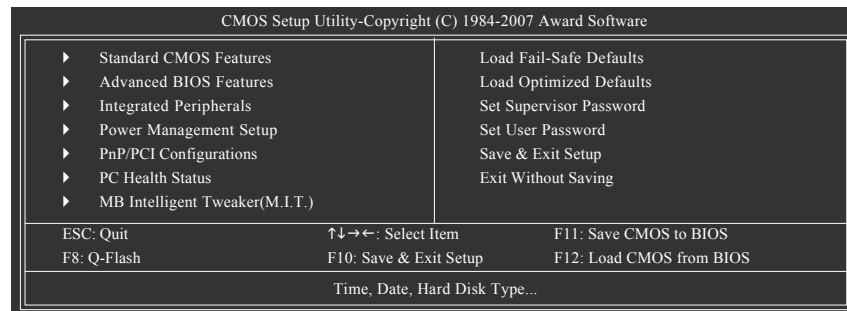 CMOS Setup Utility-Copyright (C) 1984-2007 Award Software
Standard CMOS Features
Advanced BIOS Features
Integrated Peripherals
Power Management Setup
PnP/PCI Configurations
PC Health Status
MB Intelligent Tweaker(M.I.T.)
Load Fail-Safe Defaults
Load Optimized Defaults
Set Supervisor Password
Set User Password
Save & Exit Setup
Exit Without Saving
ESC: Quit ↑↓→←: Select Item F11: Save CMOS to BIOS
F8: Q-Flash F10: Save & Exit Setup F12: Load CMOS from BIOS
Time, Date, Hard Disk Type...